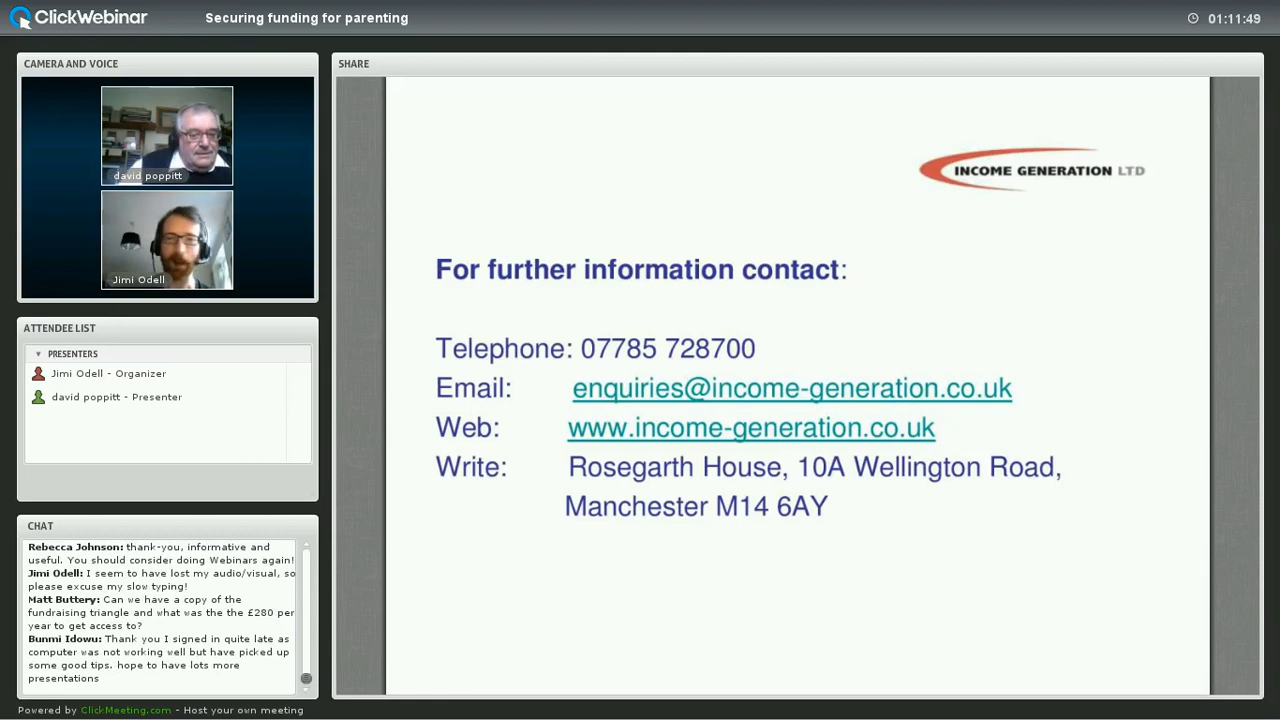 ClickWebinar
Securing funding for parenting
01:11:49
CAMERA AND VOICE
david poppitt
Jimi Odell
ATTENDEE LIST
PRESENTERS
Jimi Odell - Organizer
david poppitt - Presenter
CHAT
Rebecca Johnson: thank-you, informative and
useful. You should consider doing Webinars again!
Jimi Odell: I seem to have lost my audio/visual, so
please excuse my slow typing!
Matt Buttery: Can we have a copy of the
fundraising triangle and what was the the £280 per
year to get access to?
Bunmi Idowu: Thank you I signed in quite late as
computer was not working well but have picked up
some good tips. hope to have lots more
presentations
SHARE
INCOME GENERATION LTD
For further information contact:
Telephone: 07785 728700
Email: enquiries@income-generation.co.uk
Web: www.income-generation.co.uk
Write: Rosegarth House, 10A Wellington Road,
Manchester M14 6AY
Powered by ClickMeeting.com - Host your own meeting